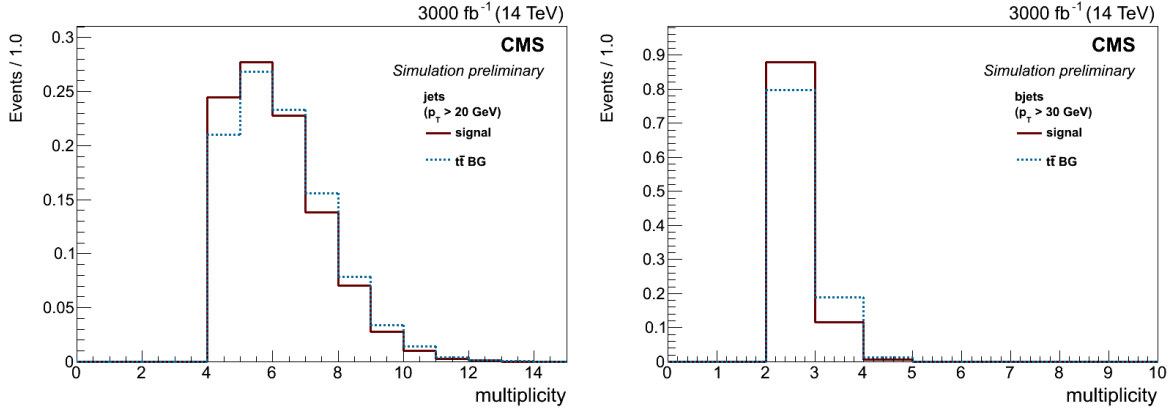 3000 fb⁻¹ (14 TeV)
Events / 1.0
0.3
0.25
0.2
0.15
0.1
0.05
0
CMS
Simulation preliminary
jets
(p_T > 20 GeV)
signal
tt̄ BG
0 2 4 6 8 10 12 14
multiplicity
3000 fb⁻¹ (14 TeV)
Events / 1.0
0.9
0.8
0.7
0.6
0.5
0.4
0.3
0.2
0.1
0
CMS
Simulation preliminary
bjets
(p_T > 30 GeV)
signal
tt̄ BG
0 1 2 3 4 5 6 7 8 9 10
multiplicity